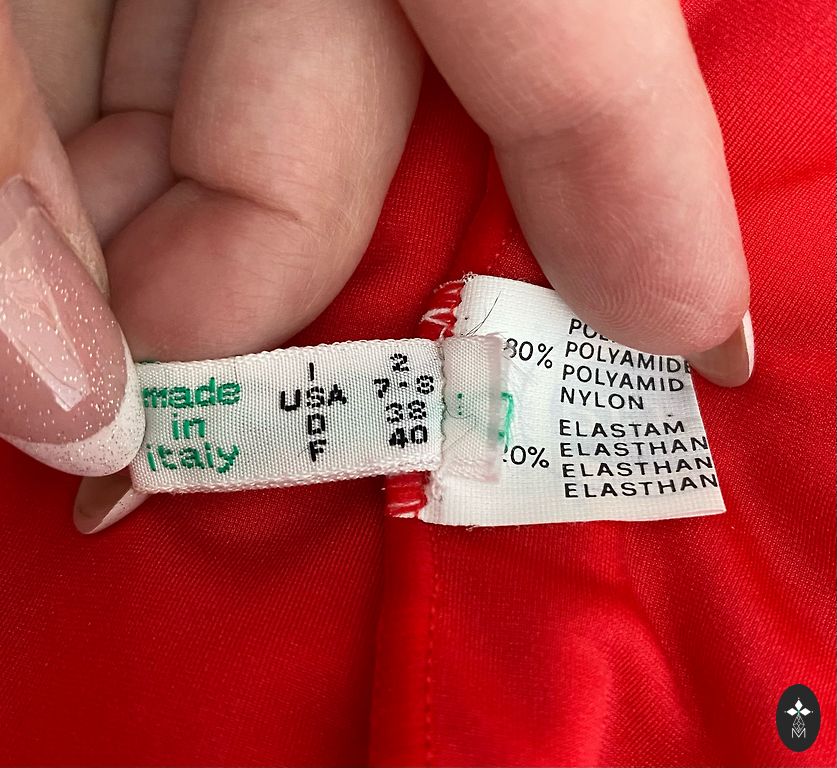 made
in
italy
I 2
USA 7-8
D 38
F 40
80% POLYAMIDE
POLYAMID
NYLON
ELASTAM
ELASTHAN
ELASTHAN
ELASTHAN